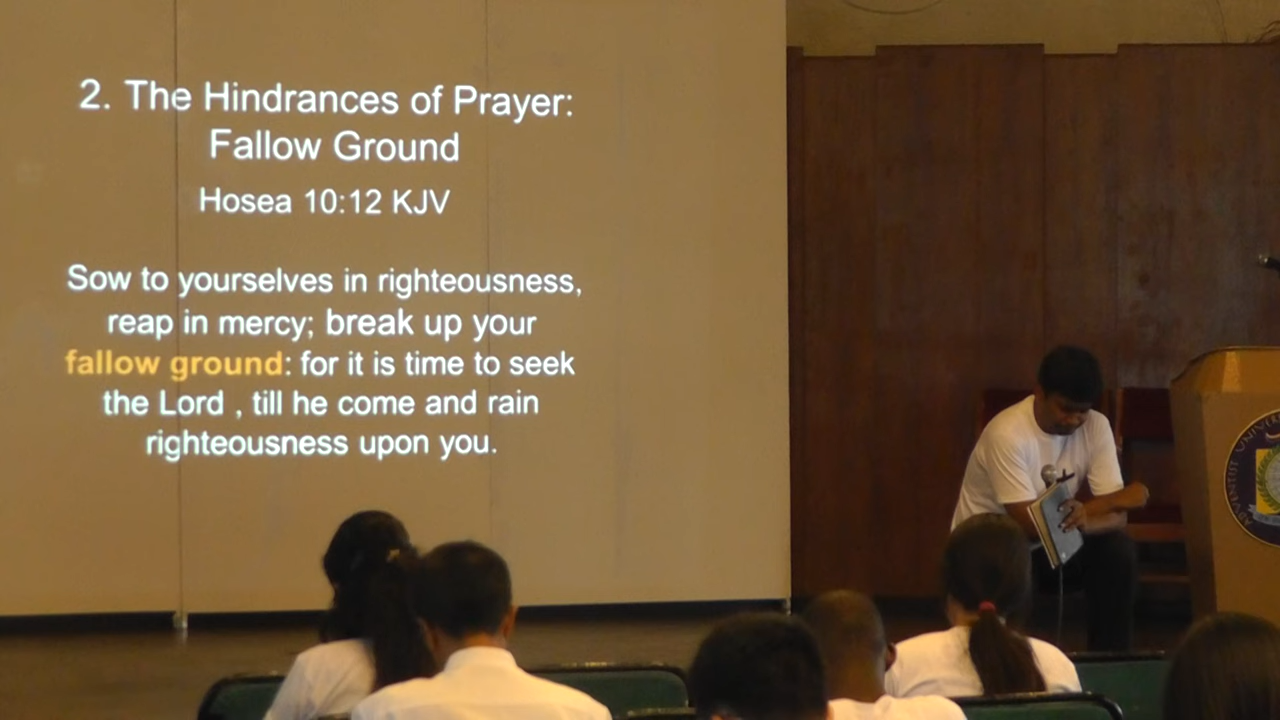 2. The Hindrances of Prayer:
Fallow Ground
Hosea 10:12 KJV
Sow to yourselves in righteousness,
reap in mercy; break up your
fallow ground: for it is time to seek
the Lord , till he come and rain
righteousness upon you.
ADVENTIST